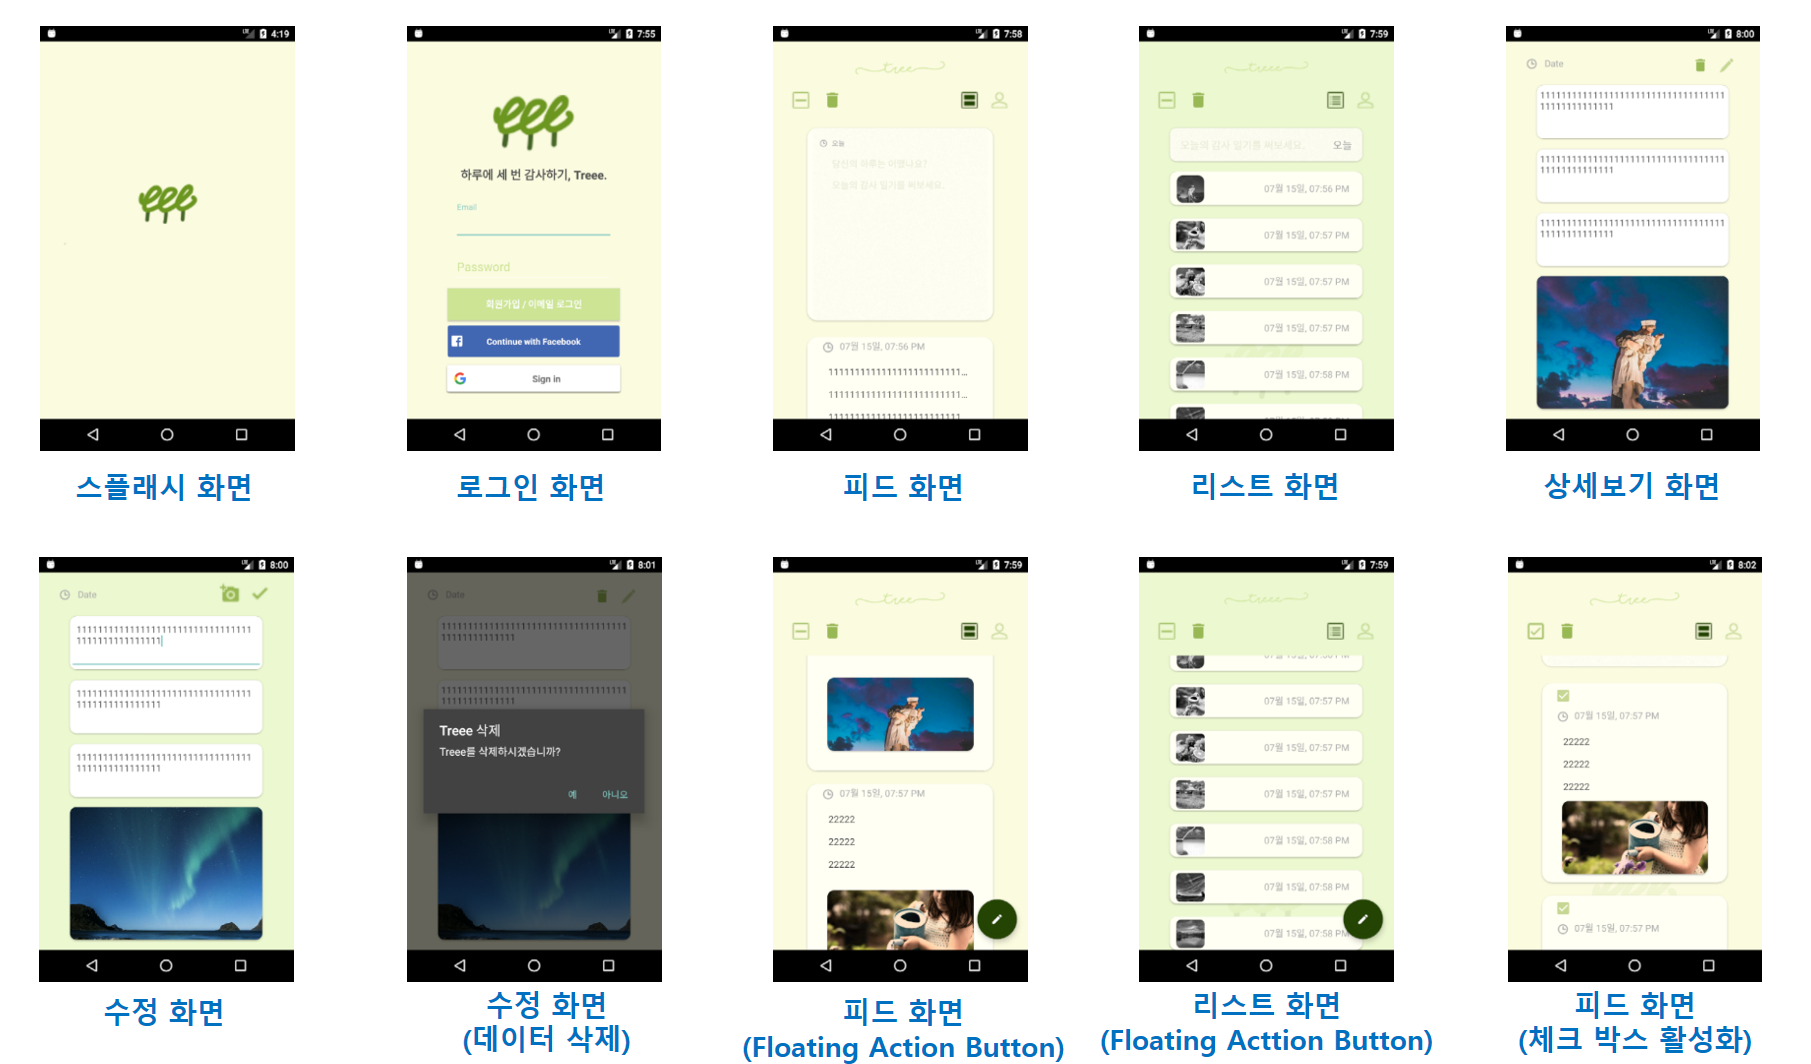 4:19
스플래시 화면
7:55
하루에 세 번 감사하기, Treee.
Email
Password
회원가입 / 이메일 로그인
Continue with Facebook
Sign in
로그인 화면
7:58
treee
오늘
당신의 하루는 어땠나요?
오늘의 감사 일기를 써보세요.
07월 15일, 07:56 PM
피드 화면
7:59
treee
오늘의 감사 일기를 써보세요.
오늘
07월 15일, 07:56 PM
07월 15일, 07:57 PM
07월 15일, 07:57 PM
07월 15일, 07:57 PM
07월 15일, 07:58 PM
리스트 화면
8:00
Date
상세보기 화면
8:00
Date
수정 화면
8:01
Date
Treee 삭제
Treee를 삭제하시겠습니까?
예
아니오
수정 화면
(데이터 삭제)
7:59
treee
07월 15일, 07:57 PM
22222
22222
22222
피드 화면
(Floating Action Button)
7:59
treee
07월 15일, 07:57 PM
07월 15일, 07:57 PM
07월 15일, 07:57 PM
07월 15일, 07:58 PM
07월 15일, 07:58 PM
07월 15일, 07:58 PM
리스트 화면
(Floating Acttion Button)
8:02
treee
07월 15일, 07:57 PM
22222
22222
22222
07월 15일, 07:57 PM
피드 화면
(체크 박스 활성화)